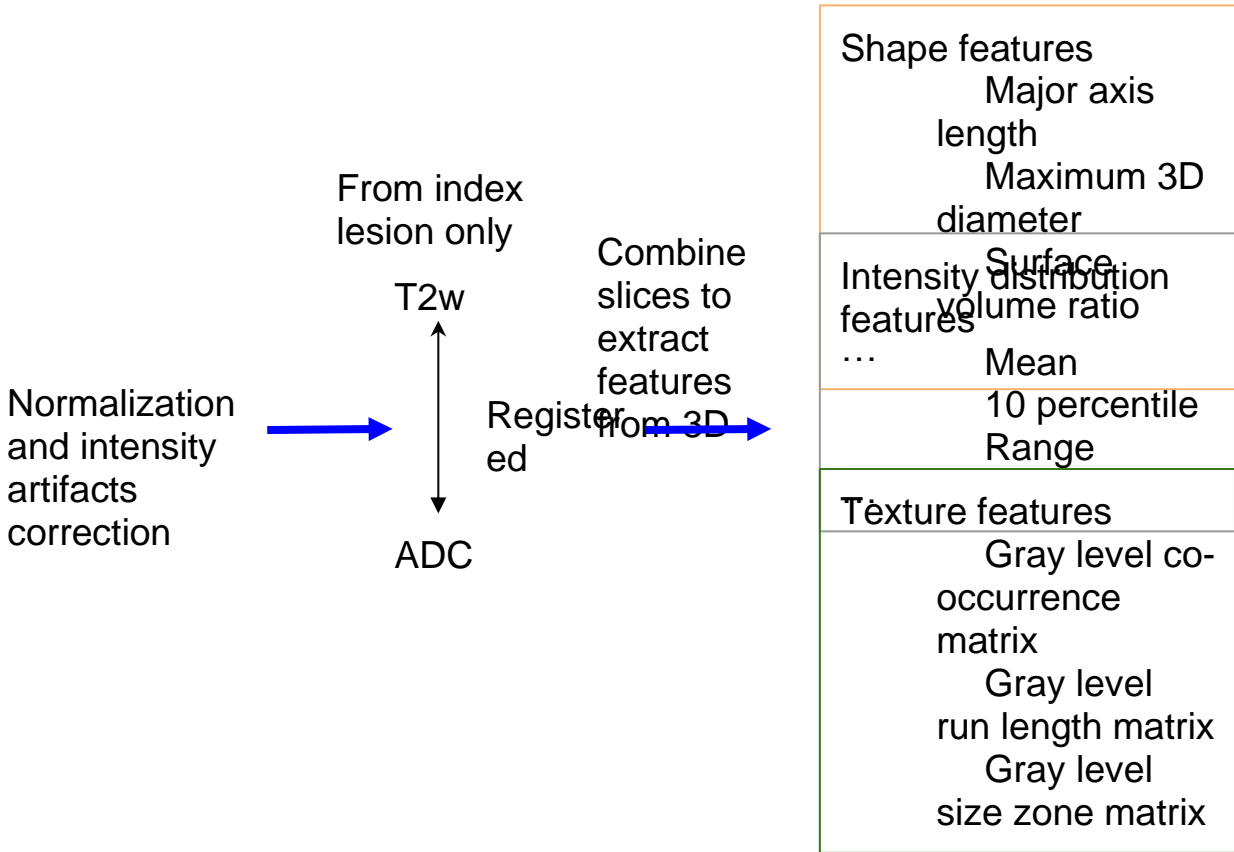 Normalization
and intensity
artifacts
correction
From index
lesion only
T2w
Register
ed
ADC
Combine
slices to
extract
features
from 3D
Shape features
Major axis
length
Maximum 3D
diameter
Surface
volume ratio
…
Intensity distribution
features
Mean
10 percentile
Range
…
Texture features
Gray level co-
occurrence
matrix
Gray level
run length matrix
Gray level
size zone matrix